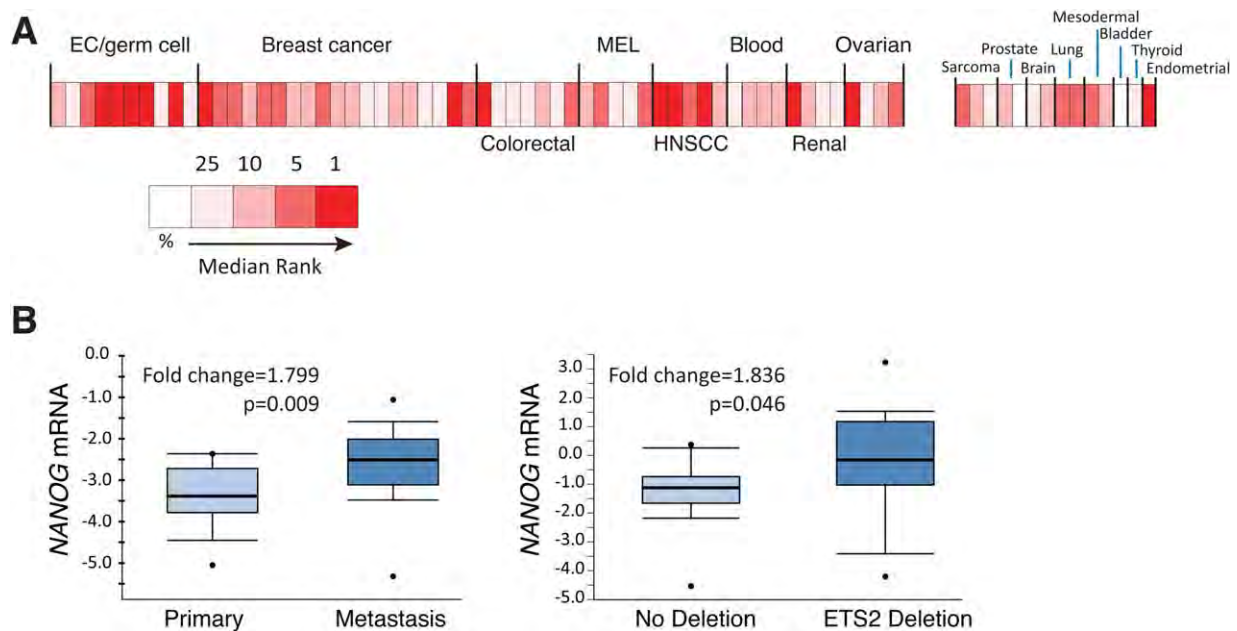 A
EC/germ cell
Breast cancer
MEL
Blood
Ovarian
Mesodermal
Bladder
Prostate
Lung
Thyroid
Sarcoma
Brain
Endometrial
Colorectal
HNSCC
Renal
25 10 5 1
%
Median Rank
B
0.0
-1.0
-2.0
-3.0
-4.0
-5.0
NANOG mRNA
Fold change=1.799
p=0.009
Primary
Metastasis
3.0
2.0
1.0
0.0
-1.0
-2.0
-3.0
-4.0
-5.0
NANOG mRNA
Fold change=1.836
p=0.046
No Deletion
ETS2 Deletion